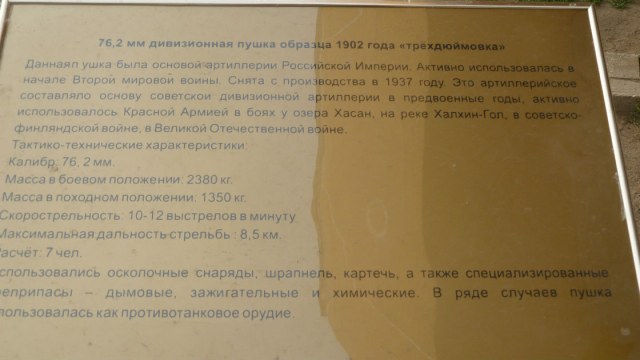 76,2 мм дивизионная пушка образца 1902 года «трёхдюймовка»
Даннаяп ушка была основой артиллерии Российской Империи. Активно использовалась в
начале Второй мировой воины. Снята с производства в 1937 году. Это артиллерийское
составляло основу советской дивизионной артиллерии в предвоенные годы, активно
использовалось Красной Армией в боях у озера Хасан, на реке Халхин-Гол, в советско-
финляндской войне, в Великой Отечественной войне.
Тактико-технические характеристики:
Калибр, 76, 2 мм.
Масса в боевом положении: 2380 кг.
Масса в походном положении: 1350 кг.
Скорострельность: 10-12 выстрелов в минуту.
Максимальная дальность стрельбь : 8,5 км.
Расчёт: 7 чел.
спользовались осколочные снаряды, шрапнель, картечь, а также специализированные
еприпасы – дымовые, зажигательные и химические. В ряде случаев пушка
пользовалась как противотанковое орудие.